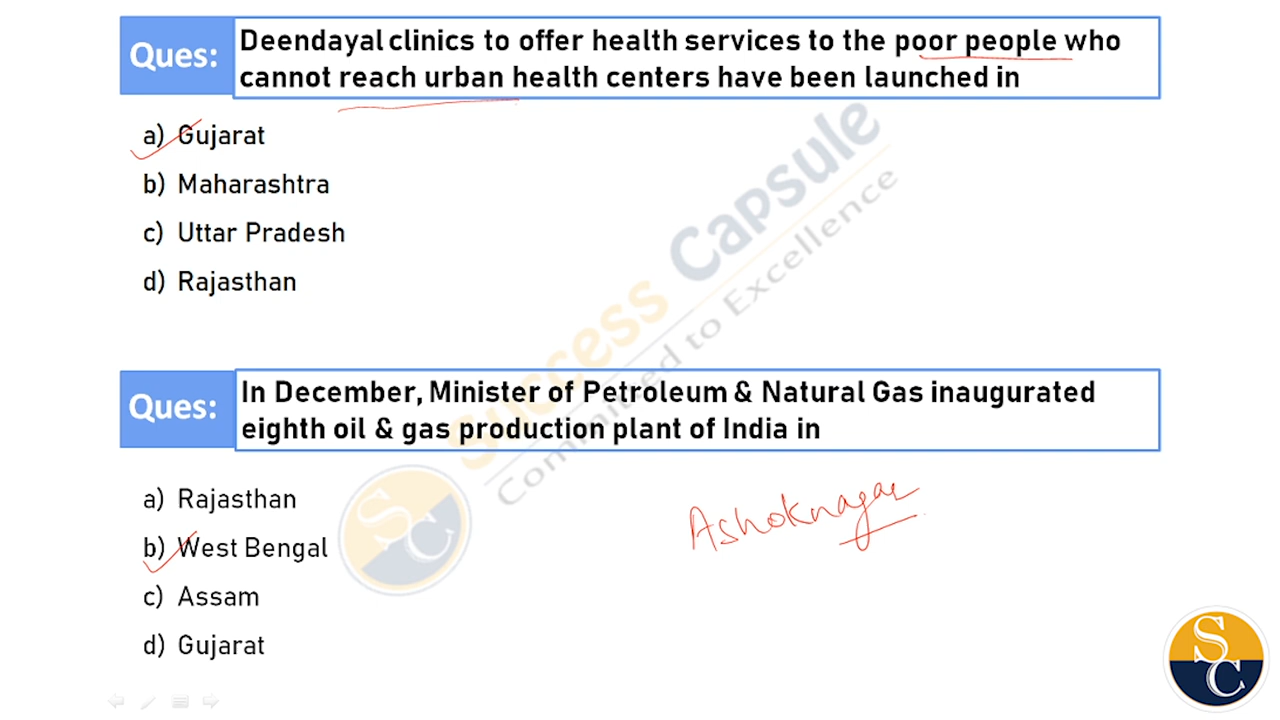 Ques:
Deendayal clinics to offer health services to the poor people who
cannot reach urban health centers have been launched in
a) Gujarat
b) Maharashtra
c) Uttar Pradesh
d) Rajasthan
Success Capsule
Committed to Excellence
Ques:
In December, Minister of Petroleum & Natural Gas inaugurated
eighth oil & gas production plant of India in
a) Rajasthan
b) West Bengal
c) Assam
d) Gujarat
Ashoknagar
SC
SC